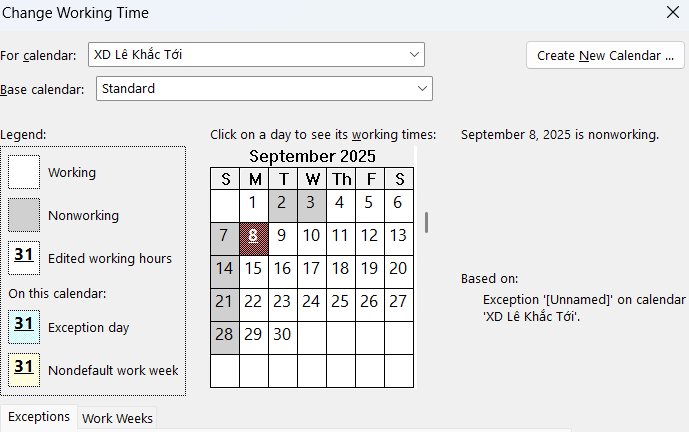 Change Working Time
For calendar: XD Lê Khắc Tới
Create New Calendar ...
Base calendar: Standard
Legend:
Click on a day to see its working times:
September 8, 2025 is nonworking.
September 2025
S M T W Th F S
1 2 3 4 5 6
7 8 9 10 11 12 13
14 15 16 17 18 19 20
21 22 23 24 25 26 27
28 29 30
Working
Nonworking
31 Edited working hours
On this calendar:
31 Exception day
31 Nondefault work week
Based on:
Exception '[Unnamed]' on calendar
'XD Lê Khắc Tới'.
Exceptions Work Weeks